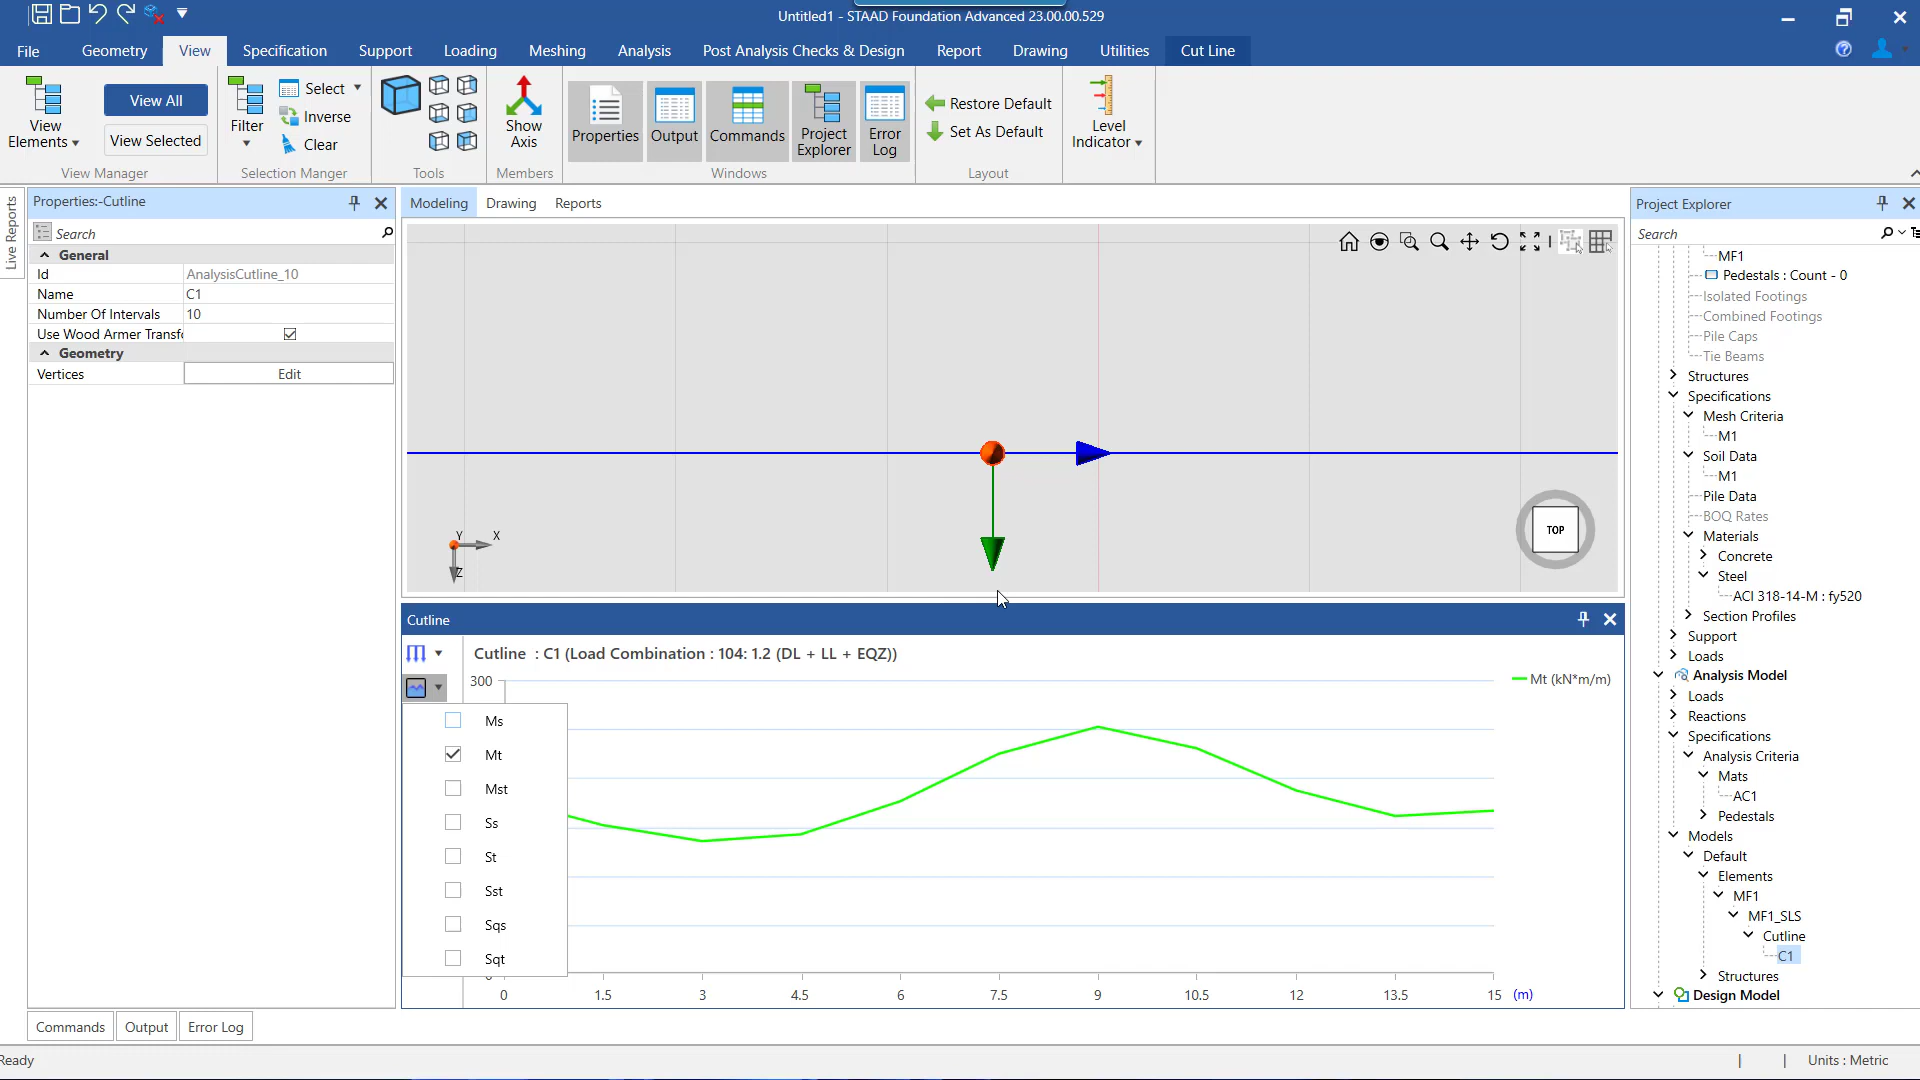 Untitled1 - STAAD Foundation Advanced 23.00.00.529
File Geometry View Specification Support Loading Meshing Analysis Post Analysis Checks & Design Report Drawing Utilities Cut Line
View Elements
View All
View Selected
View Manager
Filter
Select
Inverse
Clear
Selection Manger
Tools
Show Axis
Members
Properties
Output
Commands
Project Explorer
Error Log
Windows
Restore Default
Set As Default
Layout
Level Indicator
Live Reports
Properties:-Cutline
Search
General
Id AnalysisCutline_10
Name C1
Number Of Intervals 10
Use Wood Armer Transfo
Geometry
Vertices Edit
Modeling Drawing Reports
Y X
Z
TOP
Cutline
Cutline : C1 (Load Combination : 104: 1.2 (DL + LL + EQZ))
300
Mt (kN*m/m)
Ms
Mt
Mst
Ss
St
Sst
Sqs
Sqt
0 1.5 3 4.5 6 7.5 9 10.5 12 13.5 15 (m)
Project Explorer
Search
MF1
Pedestals : Count - 0
Isolated Footings
Combined Footings
Pile Caps
Tie Beams
Structures
Specifications
Mesh Criteria
M1
Soil Data
M1
Pile Data
BOQ Rates
Materials
Concrete
Steel
ACI 318-14-M : fy520
Section Profiles
Support
Loads
Analysis Model
Loads
Reactions
Specifications
Analysis Criteria
Mats
AC1
Pedestals
Models
Default
Elements
MF1
MF1_SLS
Cutline
C1
Structures
Design Model
Commands Output Error Log
Ready
Units : Metric